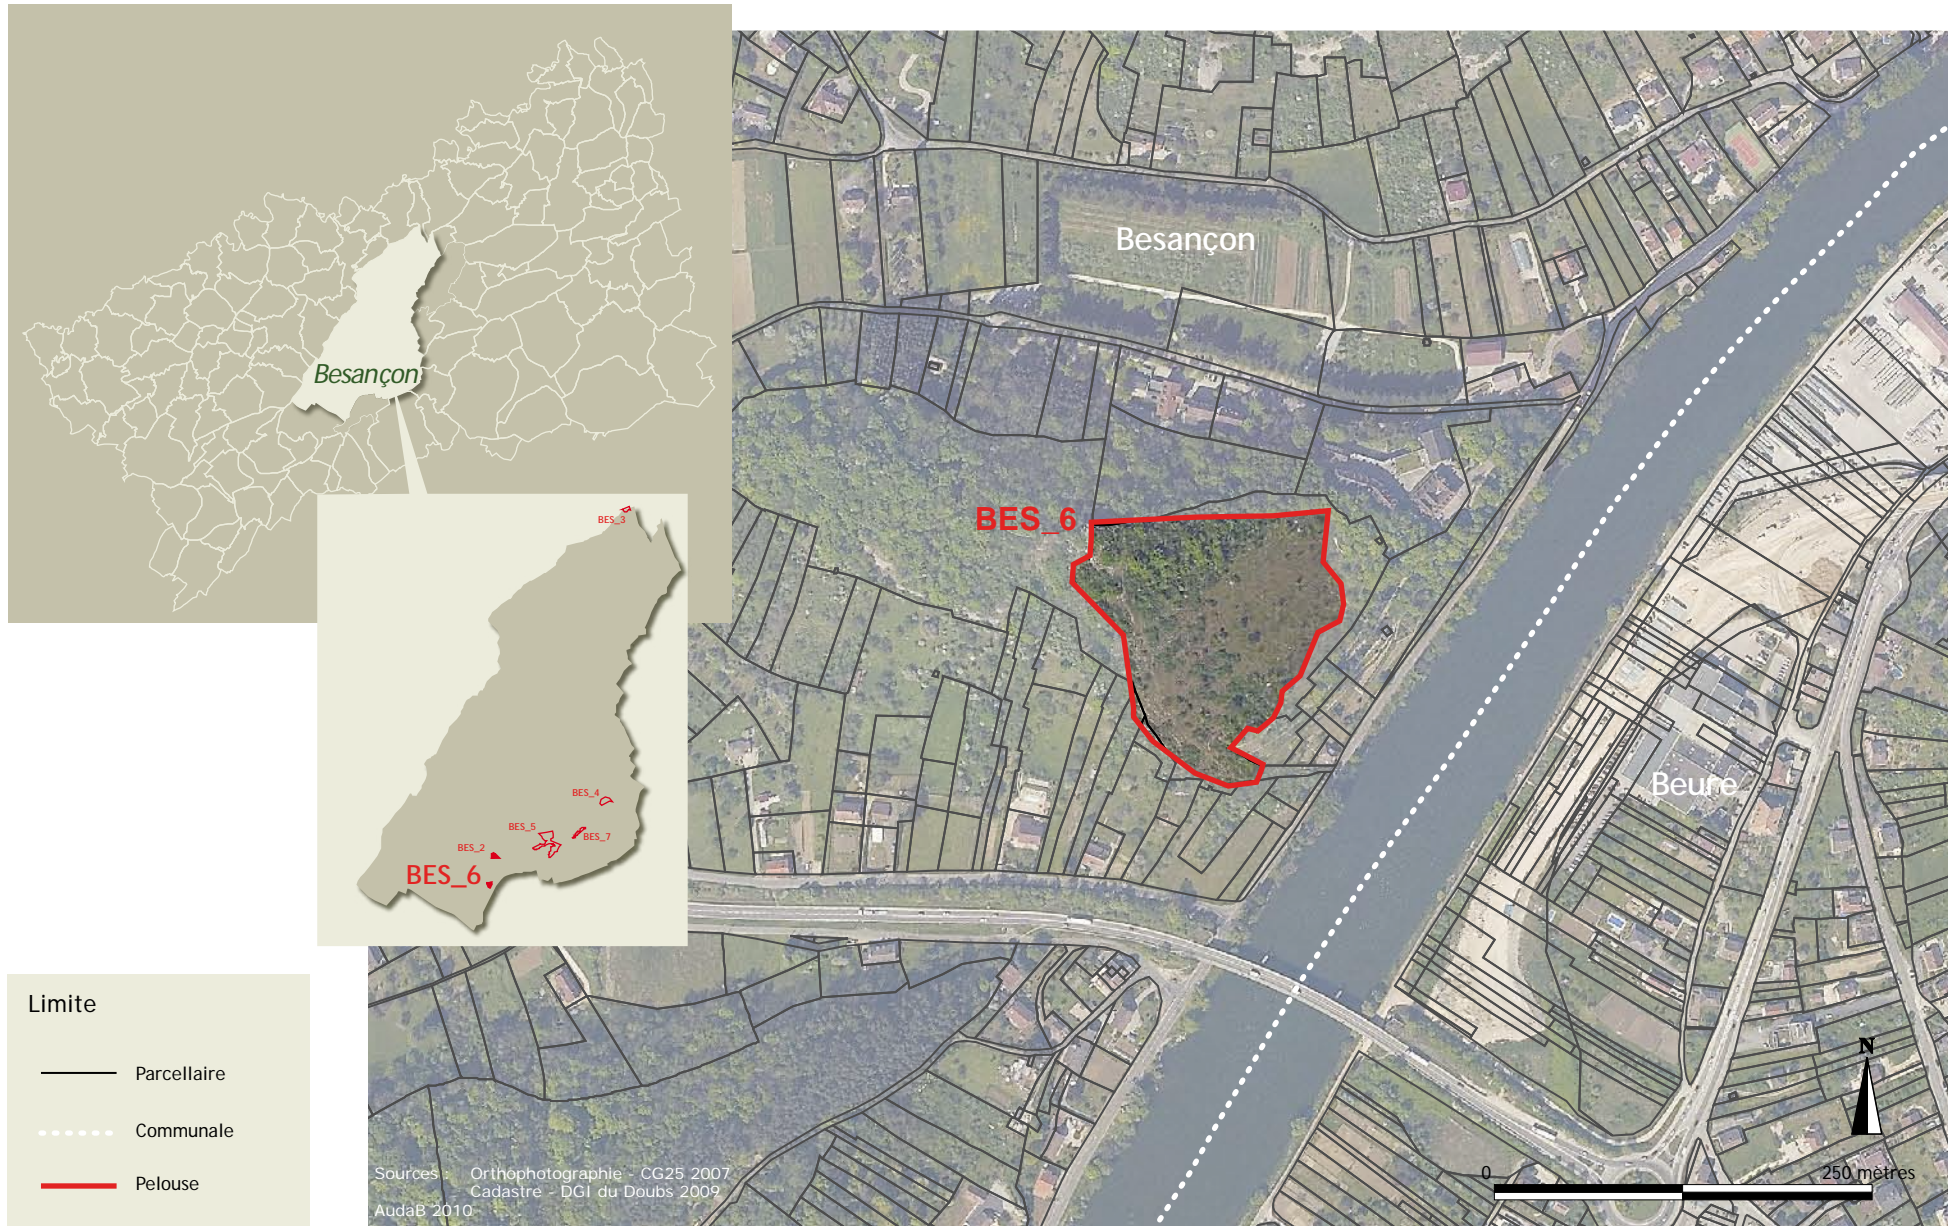 Besançon
BES_3
BES_4
BES_5
BES_7
BES_2
BES_6
Besançon
BES_6
Beure
Limite
Parcellaire
Communale
Pelouse
Sources : Orthophotographie - CG25 2007
Cadastre - DGI du Doubs 2009
AudaB 2010
N
0
250 mètres